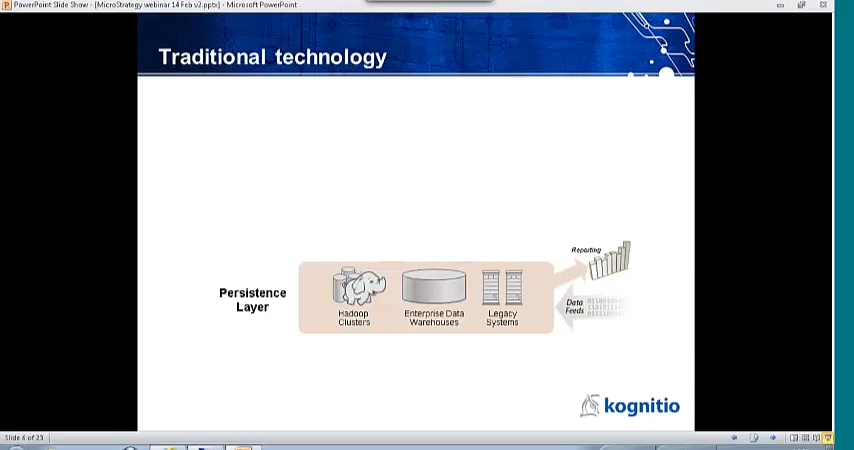 PowerPoint Slide Show - [MicroStrategy webinar 14 Feb v2.pptx] - Microsoft PowerPoint
Traditional technology
Reporting
Persistence
Layer
Hadoop
Clusters
Enterprise Data
Warehouses
Legacy
Systems
Data
Feeds
kognitio
Slide 6 of 23